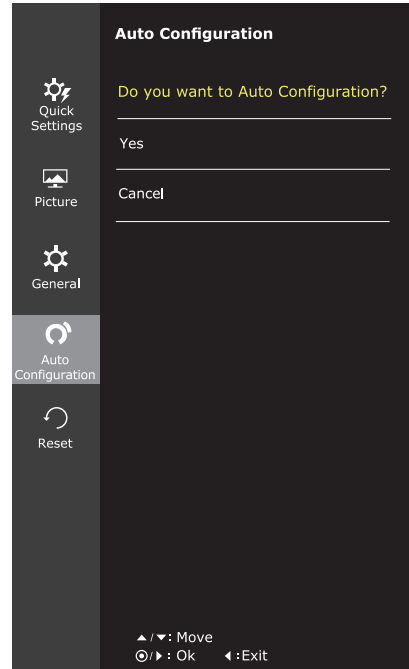 Auto Configuration
Do you want to Auto Configuration?
Yes
Cancel
Quick
Settings
Picture
General
Auto
Configuration
Reset
▲/▼: Move
◉/▶: Ok ◀:Exit